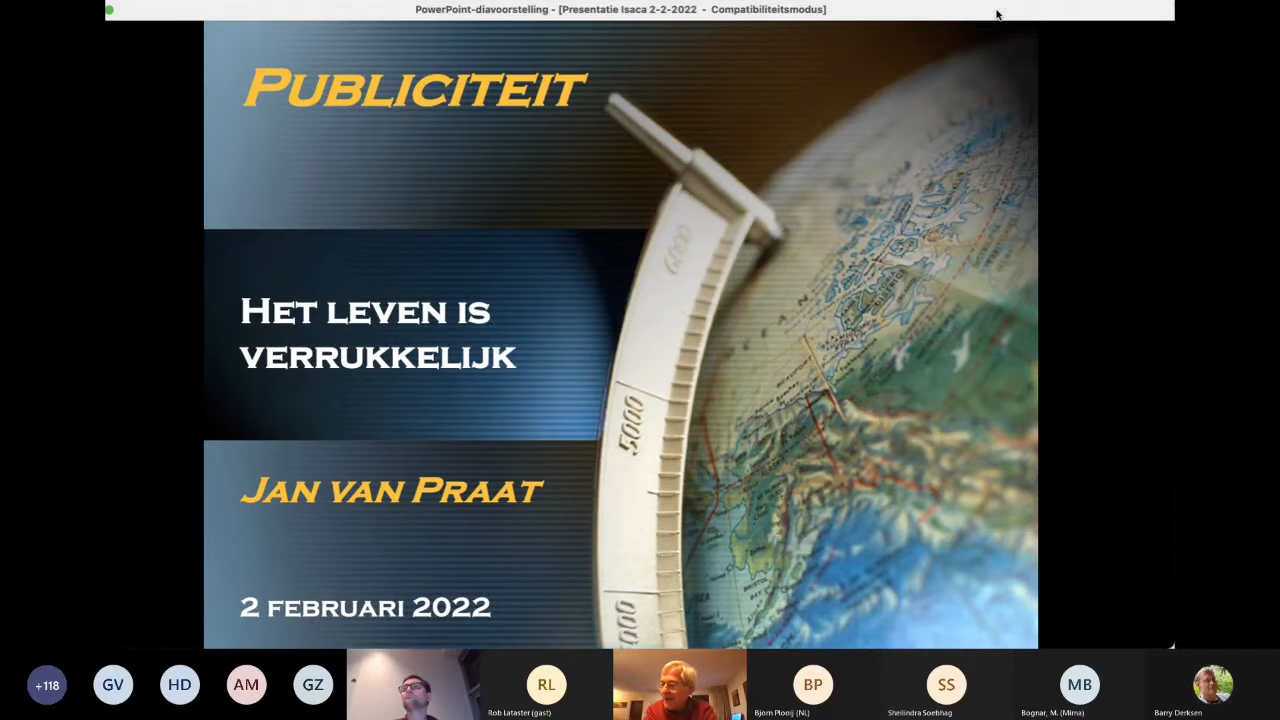 PowerPoint-diavoorstelling - [Presentatie Isaca 2-2-2022 - Compatibiliteitsmodus]
PUBLICITEIT
HET LEVEN IS
VERRUKKELIJK
JAN VAN PRAAT
2 FEBRUARI 2022
6000
5000
000
+118
GV
HD
AM
GZ
RL
BP
SS
MB
Rob Lataster (gast)
Bjorn Plooij (NL)
Sheilindra Soebhag
Bognar, M. (Mirna)
Barry Derksen